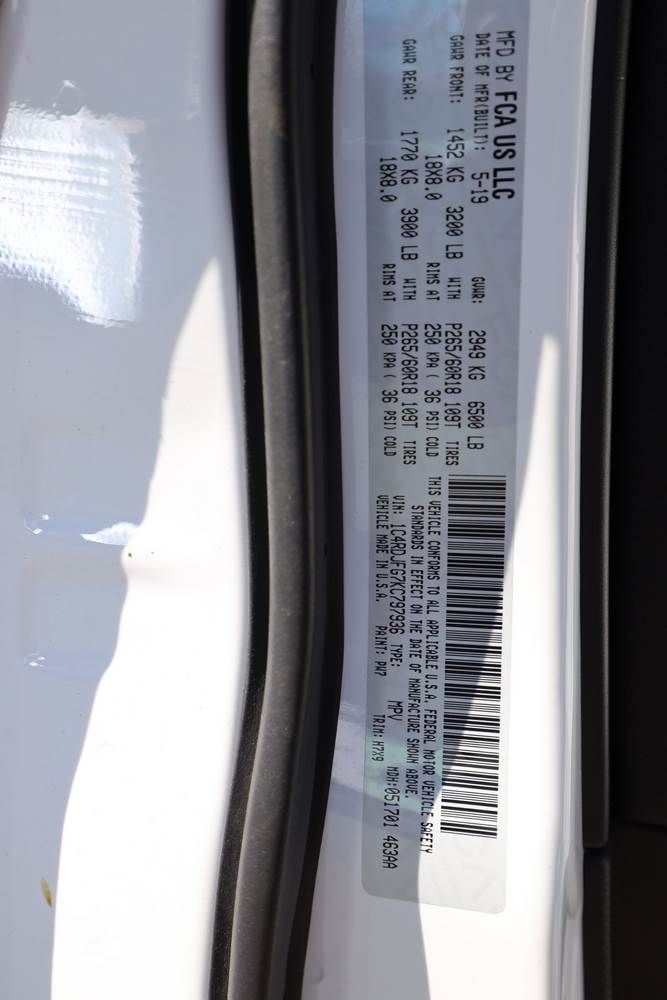 MFD BY FCA US LLC
DATE OF MFR(BUILT): 5-19 GVWR: 2949 KG 6500 LB
GAWR FRONT: 1452 KG 3200 LB WITH P265/60R18 109T TIRES
18X8.0 RIMS AT 250 KPA ( 36 PSI) COLD
GAWR REAR: 1770 KG 3900 LB WITH P265/60R18 109T TIRES
18X8.0 RIMS AT 250 KPA ( 36 PSI) COLD
THIS VEHICLE CONFORMS TO ALL APPLICABLE U.S.A. FEDERAL MOTOR VEHICLE SAFETY
STANDARDS IN EFFECT ON THE DATE OF MANUFACTURE SHOWN ABOVE.
VIN: 1C4RDJFG7KC797936 TYPE: MPV MDH:051701 463AA
VEHICLE MADE IN U.S.A. PAINT: PW7 TRIM: H7X9